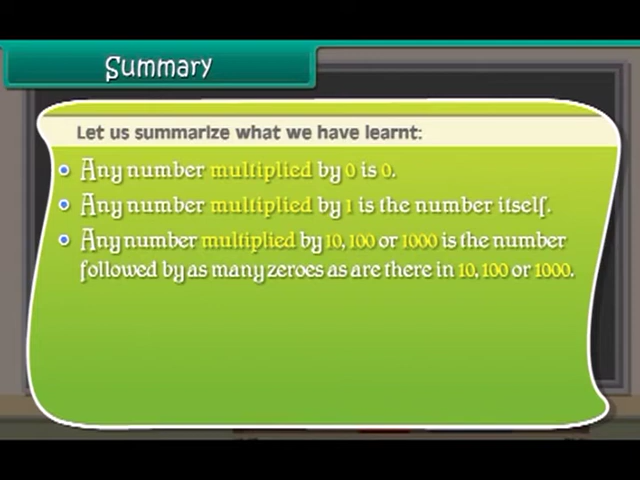 Summary
Let us summarize what we have learnt:
Any number multiplied by 0 is 0.
Any number multiplied by 1 is the number itself.
Any number multiplied by 10, 100 or 1000 is the number
followed by as many zeroes as are there in 10, 100 or 1000.